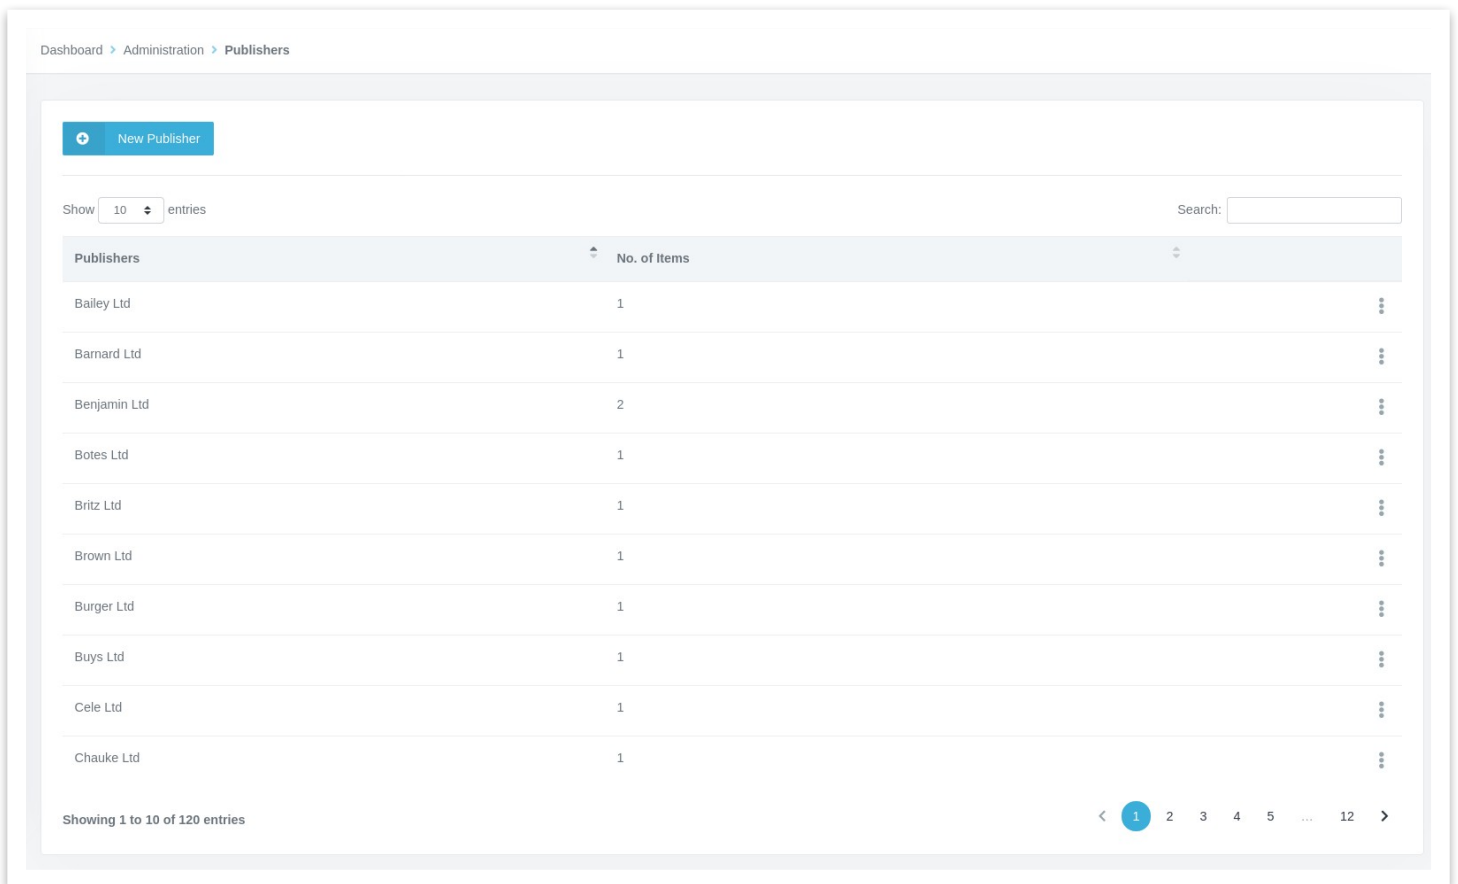 Dashboard > Administration > Publishers
New Publisher
Show 10 entries Search:
Publishers No. of Items
Bailey Ltd 1
Barnard Ltd 1
Benjamin Ltd 2
Botes Ltd 1
Britz Ltd 1
Brown Ltd 1
Burger Ltd 1
Buys Ltd 1
Cele Ltd 1
Chauke Ltd 1
Showing 1 to 10 of 120 entries 1 2 3 4 5 … 12